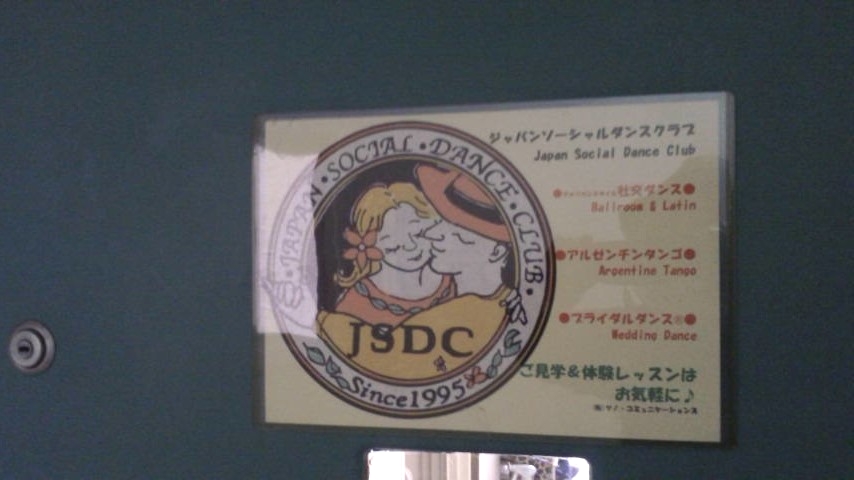 JAPAN•SOCIAL•DANCE•CLUB•
JSDC
Since1995
ジャパンソーシャルダンスクラブ
Japan Social Dance Club
社交ダンス●
Ballroom & Latin
●アルゼンチンタンゴ●
Argentine Tango
●ブライダルダンス®●
Wedding Dance
ご見学&体験レッスンは
お気軽に♪